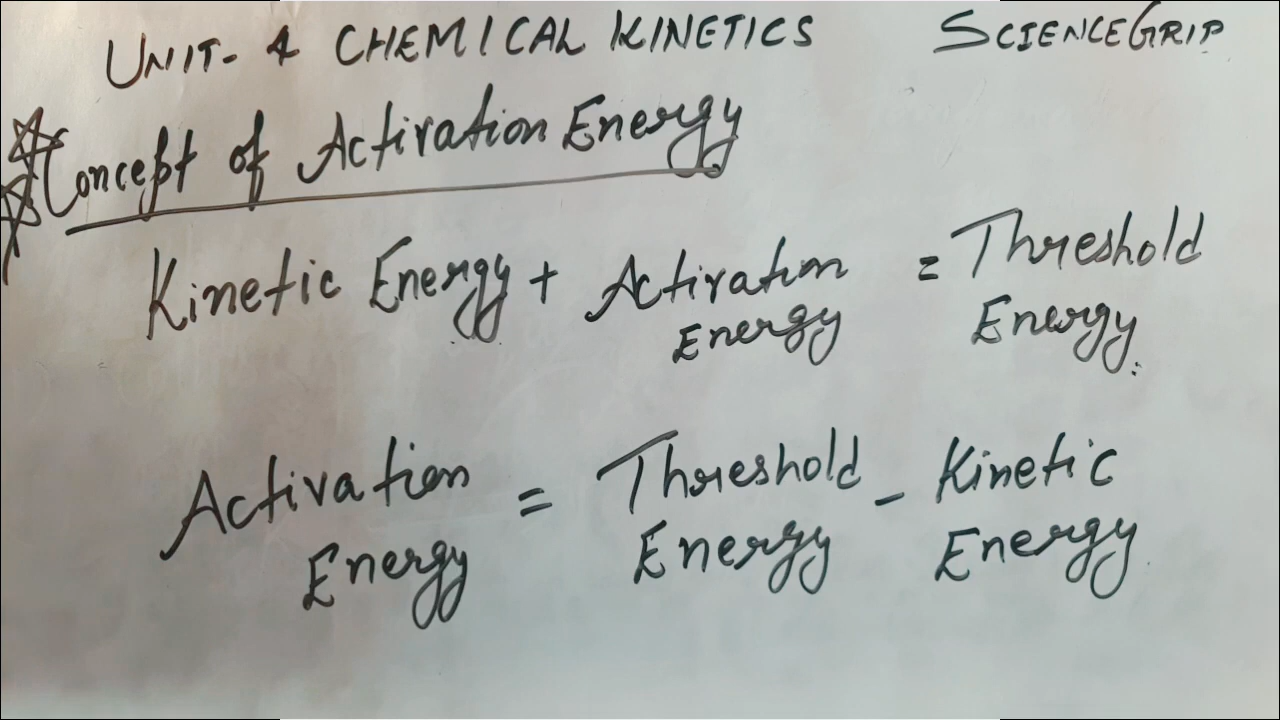 UNIT- 4 CHEMICAL KINETICS SCIENCEGRIP
Concept of Activation Energy
Kinetic Energy + Activation Energy = Threshold Energy
Activation Energy = Threshold Energy - Kinetic Energy